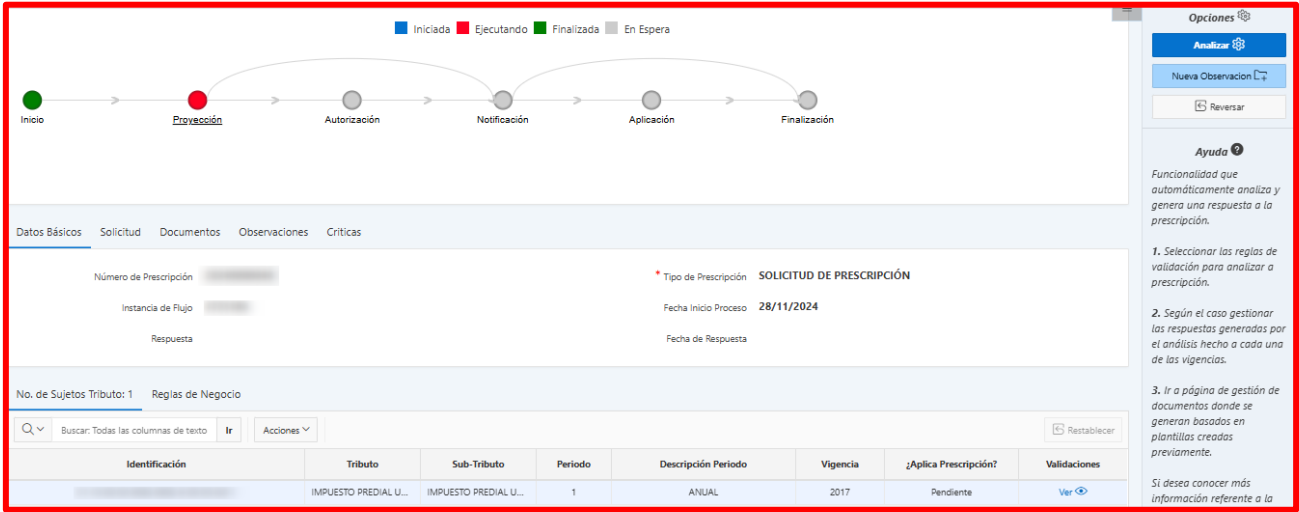 Iniciada Ejecutando Finalizada En Espera
Inicio Proyección Autorización Notificación Aplicación Finalización
Datos Básicos Solicitud Documentos Observaciones Criticas
Número de Prescripción * Tipo de Prescripción SOLICITUD DE PRESCRIPCIÓN
Instancia de Flujo Fecha Inicio Proceso 28/11/2024
Respuesta Fecha de Respuesta
No. de Sujetos Tributo: 1 Reglas de Negocio
Buscar: Todas las columnas de texto Ir Acciones Restablecer
Identificación Tributo Sub-Tributo Periodo Descripción Periodo Vigencia ¿Aplica Prescripción? Validaciones
IMPUESTO PREDIAL U... IMPUESTO PREDIAL U... 1 ANUAL 2017 Pendiente Ver
Opciones
Analizar
Nueva Observacion
Reversar
Ayuda
Funcionalidad que
automáticamente analiza y
genera una respuesta a la
prescripción.
1. Seleccionar las reglas de
validación para analizar a
prescripción.
2. Según el caso gestionar
las respuestas generadas por
el análisis hecho a cada una
de las vigencias.
3. Ir a página de gestión de
documentos donde se
generan basados en
plantillas creadas
previamente.
Si desea conocer más
información referente a la